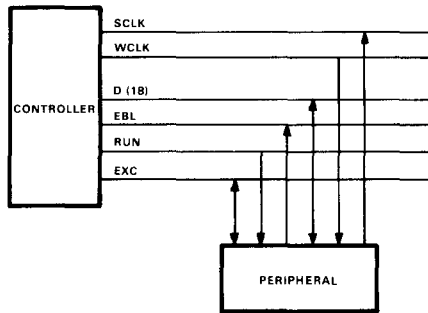 SCLK
WCLK
D (18)
CONTROLLER
EBL
RUN
EXC
PERIPHERAL